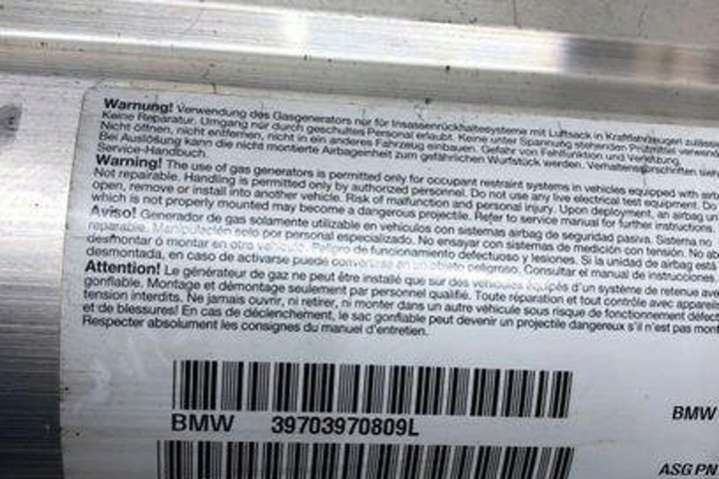 Warnung! Verwendung des Gasgenerators nur für Insassenrückhaltesysteme mit Luftsack in Kraftfahrzeugen zulässig
Keine Reparatur. Umgang nur durch geschultes Personal erlaubt. Keine unter Spannung stehenden Prüfmittel verwenden
Nicht öffnen, nicht entfernen, nicht in ein anderes Fahrzeug einbauen. Gefahr von Fehlfunktion und Verletzung.
Bei Auslösung kann die nicht montierte Airbageinheit zum gefährlichen Wurfstück werden. Verhaltensvorschriften siehe
Service-Handbuch.
Warning! The use of gas generators is permitted only for occupant restraint systems in vehicles equipped with
Not repairable. Handling is permitted only by authorized personnel. Do not use any live electrical test equipment. Do
open, remove or install into another vehicle. Risk of malfunction and personal injury. Upon deployment, an airbag un
which is not properly mounted may become a dangerous projectile. Refer to service manual for further instructions.
Aviso! Generador de gas solamente utilizable en vehículos con sistemas airbag de seguridad pasiva. Sistema no
reparable. Manipulación solo por personal especializado. No ensayar con sistemas de medición con tensión. No ab
desmontar ó montar en otro vehículo. Peligro de funcionamiento defectuoso y lesiones. Si la unidad de airbag está
desmontada, en caso de activarse puede convertirse en un objeto peligroso. Consultar el manual de instrucciones
Attention! Le générateur de gaz ne peut être installé que sur des véhicules équipés d'un système de retenue avec
gonflable. Montage et démontage seulement par personnel qualifié. Toute réparation et tout contrôle avec appareil
tension interdits. Ne jamais ouvrir, ni retirer, ni monter dans un autre véhicule sous risque de fonctionnement défect
et de blessures! En cas de déclenchement, le sac gonflable peut devenir un projectile dangereux s'il n'est pas mont
Respecter absolument les consignes du manuel d'entretien.
BMW 39703970809L
BMW
ASG PN